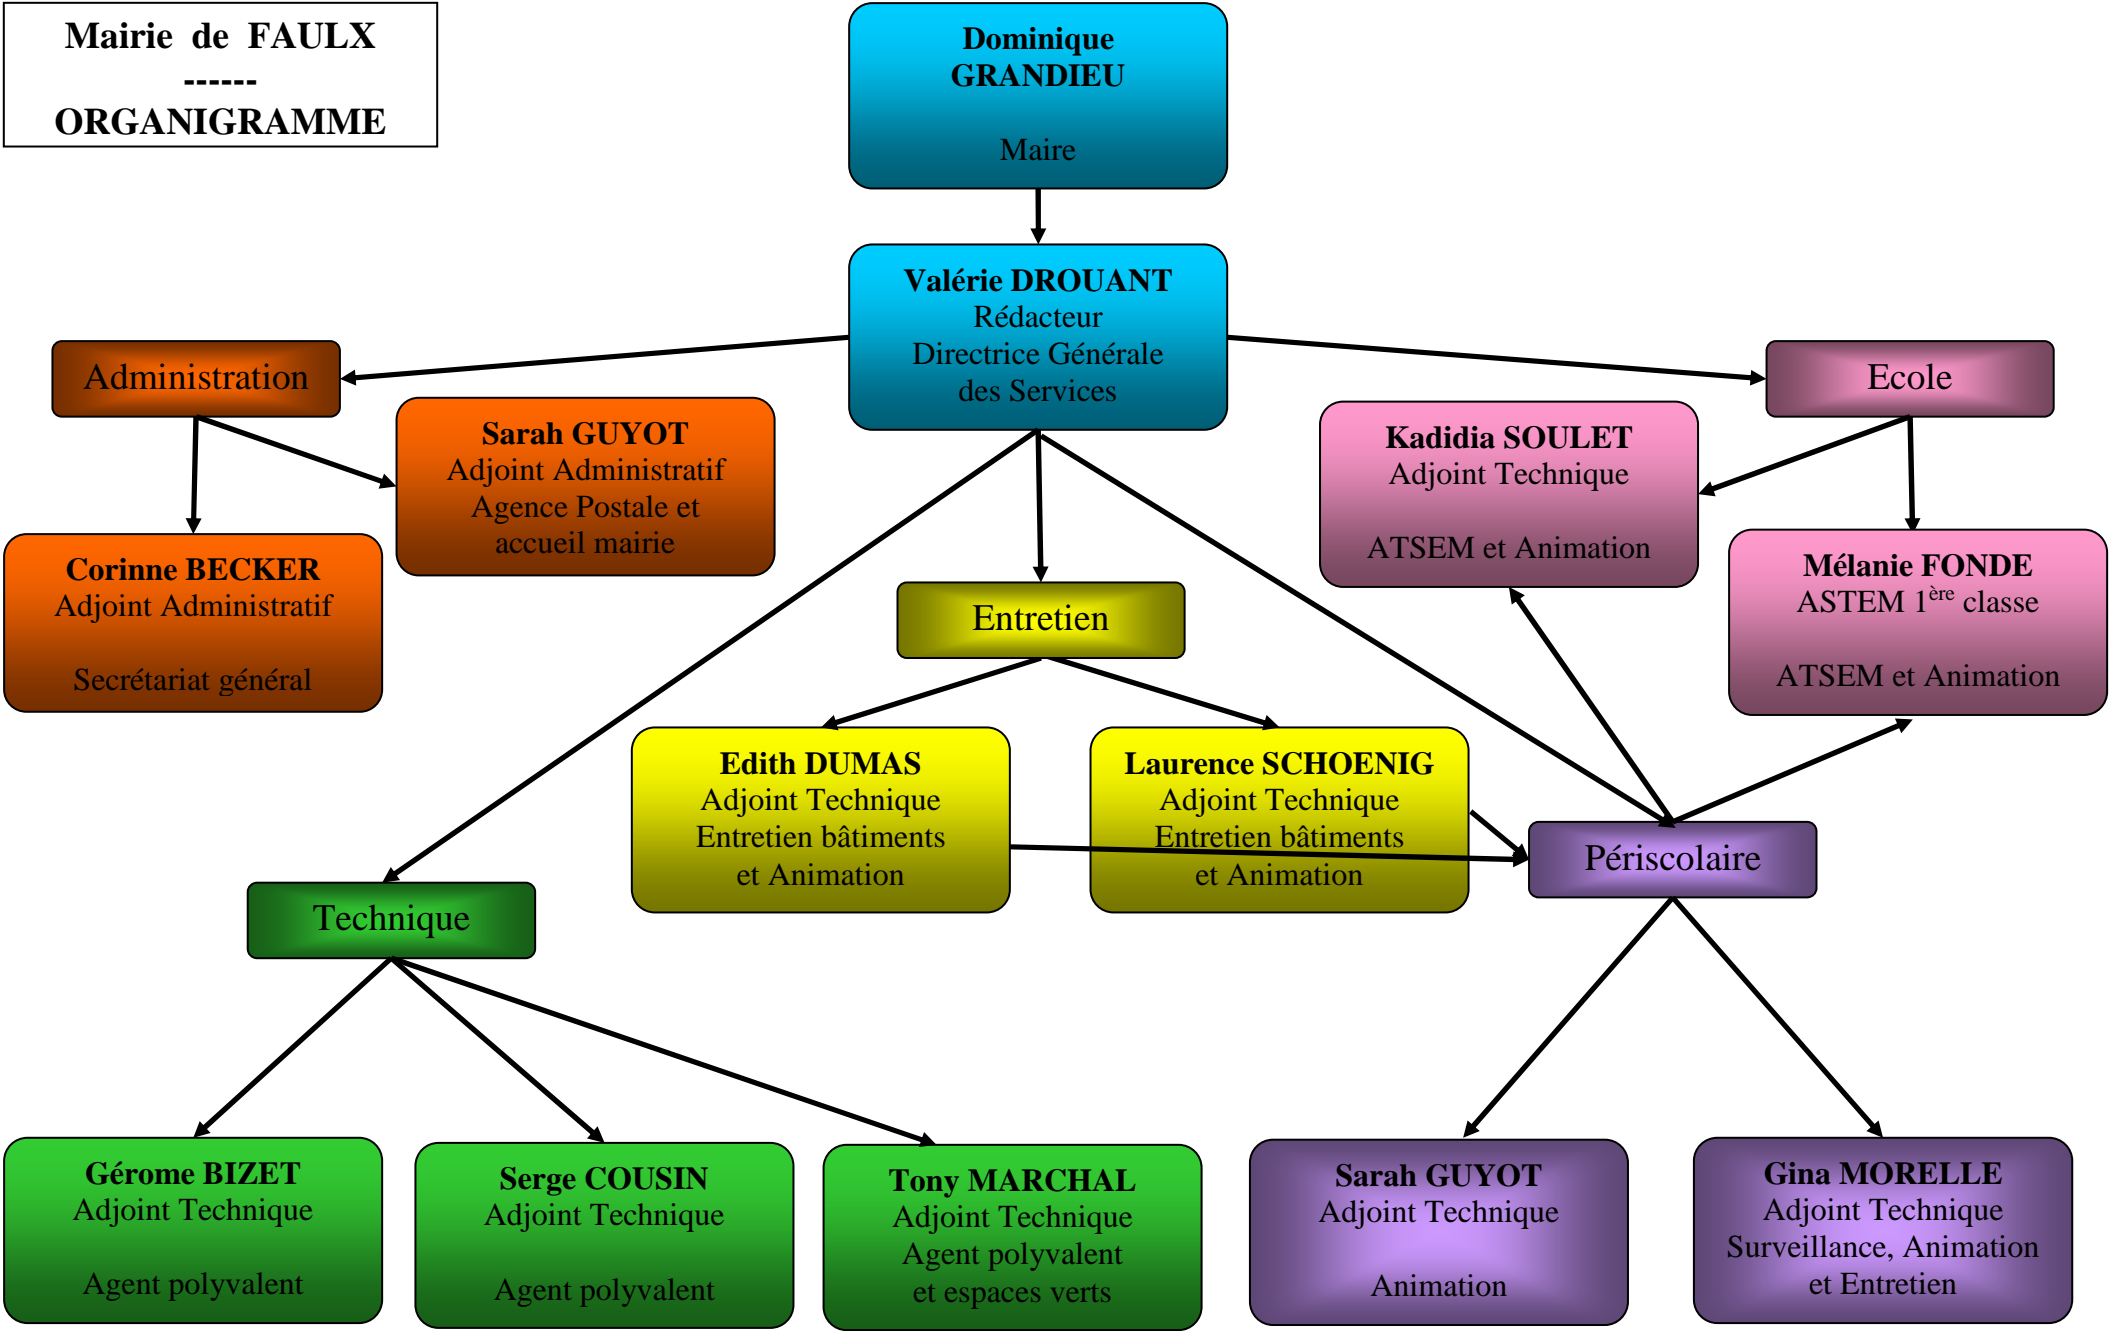 Mairie de FAULX
------
ORGANIGRAMME
Dominique
GRANDIEU
Maire
Valérie DROUANT
Rédacteur
Directrice Générale
des Services
Administration
Sarah GUYOT
Adjoint Administratif
Agence Postale et
accueil mairie
Corinne BECKER
Adjoint Administratif
Secrétariat général
Ecole
Kadidia SOULET
Adjoint Technique
ATSEM et Animation
Mélanie FONDE
ASTEM 1ère classe
ATSEM et Animation
Entretien
Edith DUMAS
Adjoint Technique
Entretien bâtiments
et Animation
Laurence SCHOENIG
Adjoint Technique
Entretien bâtiments
et Animation
Périscolaire
Technique
Gérome BIZET
Adjoint Technique
Agent polyvalent
Serge COUSIN
Adjoint Technique
Agent polyvalent
Tony MARCHAL
Adjoint Technique
Agent polyvalent
et espaces verts
Sarah GUYOT
Adjoint Technique
Animation
Gina MORELLE
Adjoint Technique
Surveillance, Animation
et Entretien